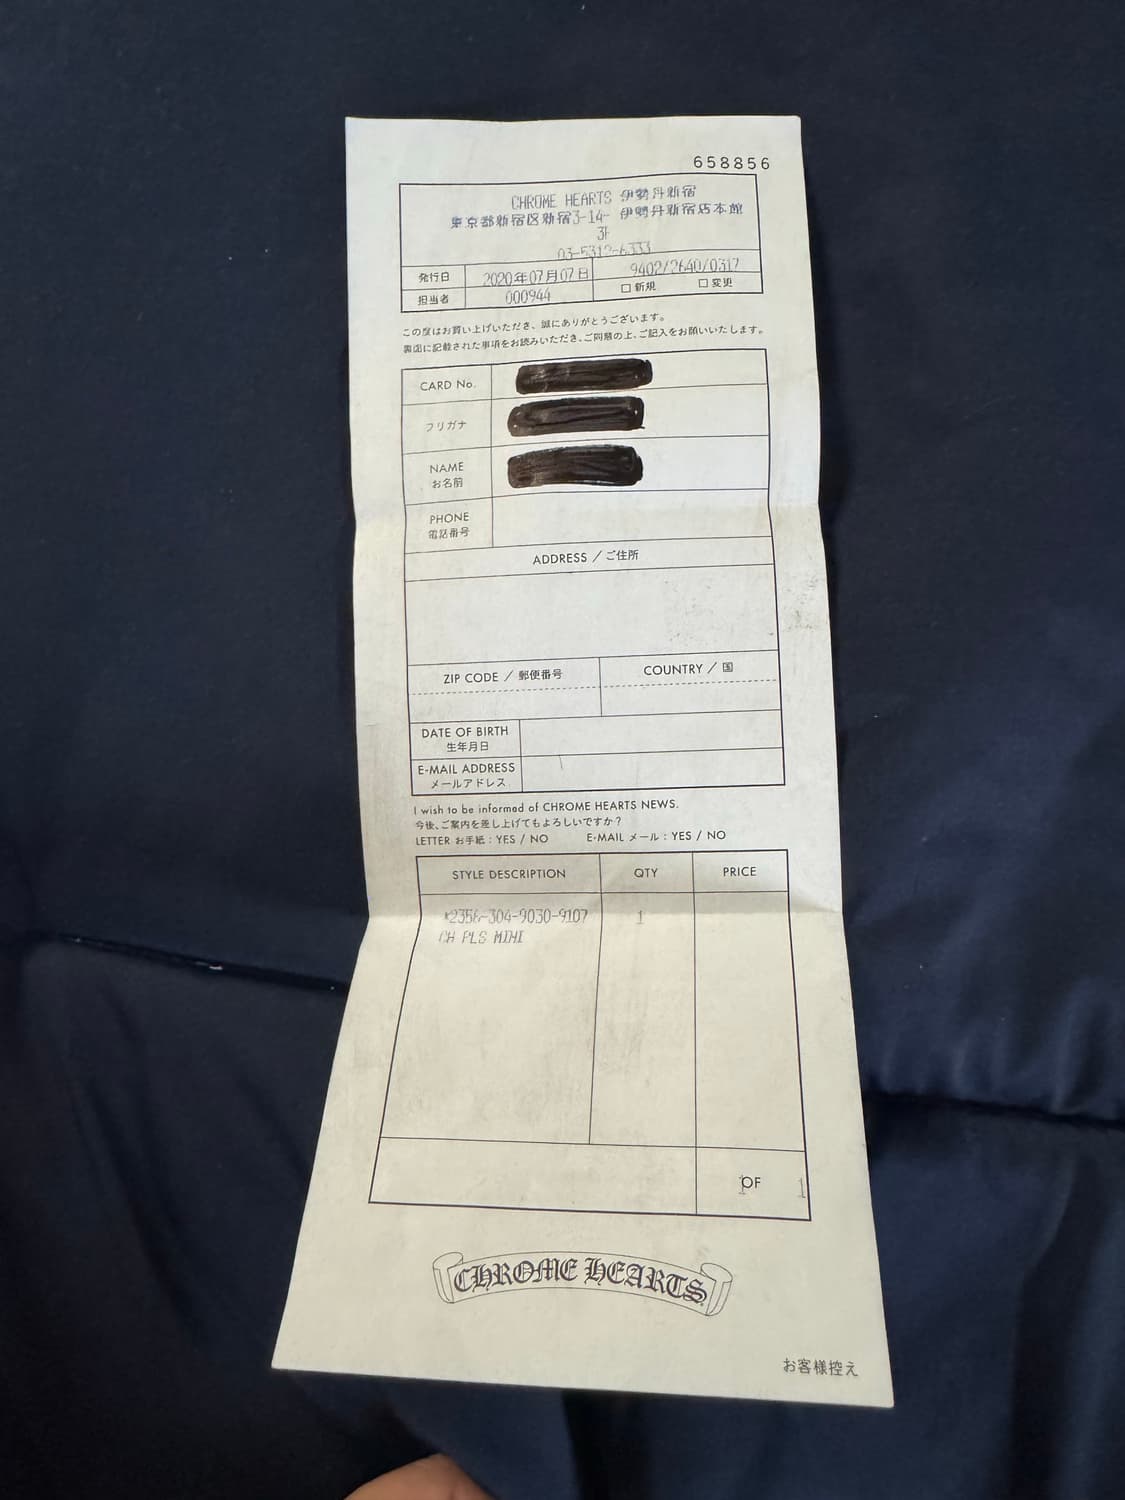 658856
CHROME HEARTS 伊勢丹新宿
東京都新宿区新宿3-14- 伊勢丹新宿店本館
3F
03-5312-6333
発行日 2020年07月07日 9402/2640/0317
担当者 000944 □ 新規 □ 変更
この度はお買い上げいただき、誠にありがとうございます。
裏面に記載された事項をお読みいただき、ご同意の上、ご記入をお願いいたします。
CARD No.
フリガナ
NAME
お名前
PHONE
電話番号
ADDRESS / ご住所
ZIP CODE / 郵便番号 COUNTRY / 国
DATE OF BIRTH
生年月日
E-MAIL ADDRESS
メールアドレス
I wish to be informed of CHROME HEARTS NEWS.
今後、ご案内を差し上げてもよろしいですか？
LETTER お手紙 : YES / NO E-MAIL メール : YES / NO
STYLE DESCRIPTION QTY PRICE
*2356-304-9030-9107 1
CH PLS MINI
1 OF 1
CHROME HEARTS
お客様控え